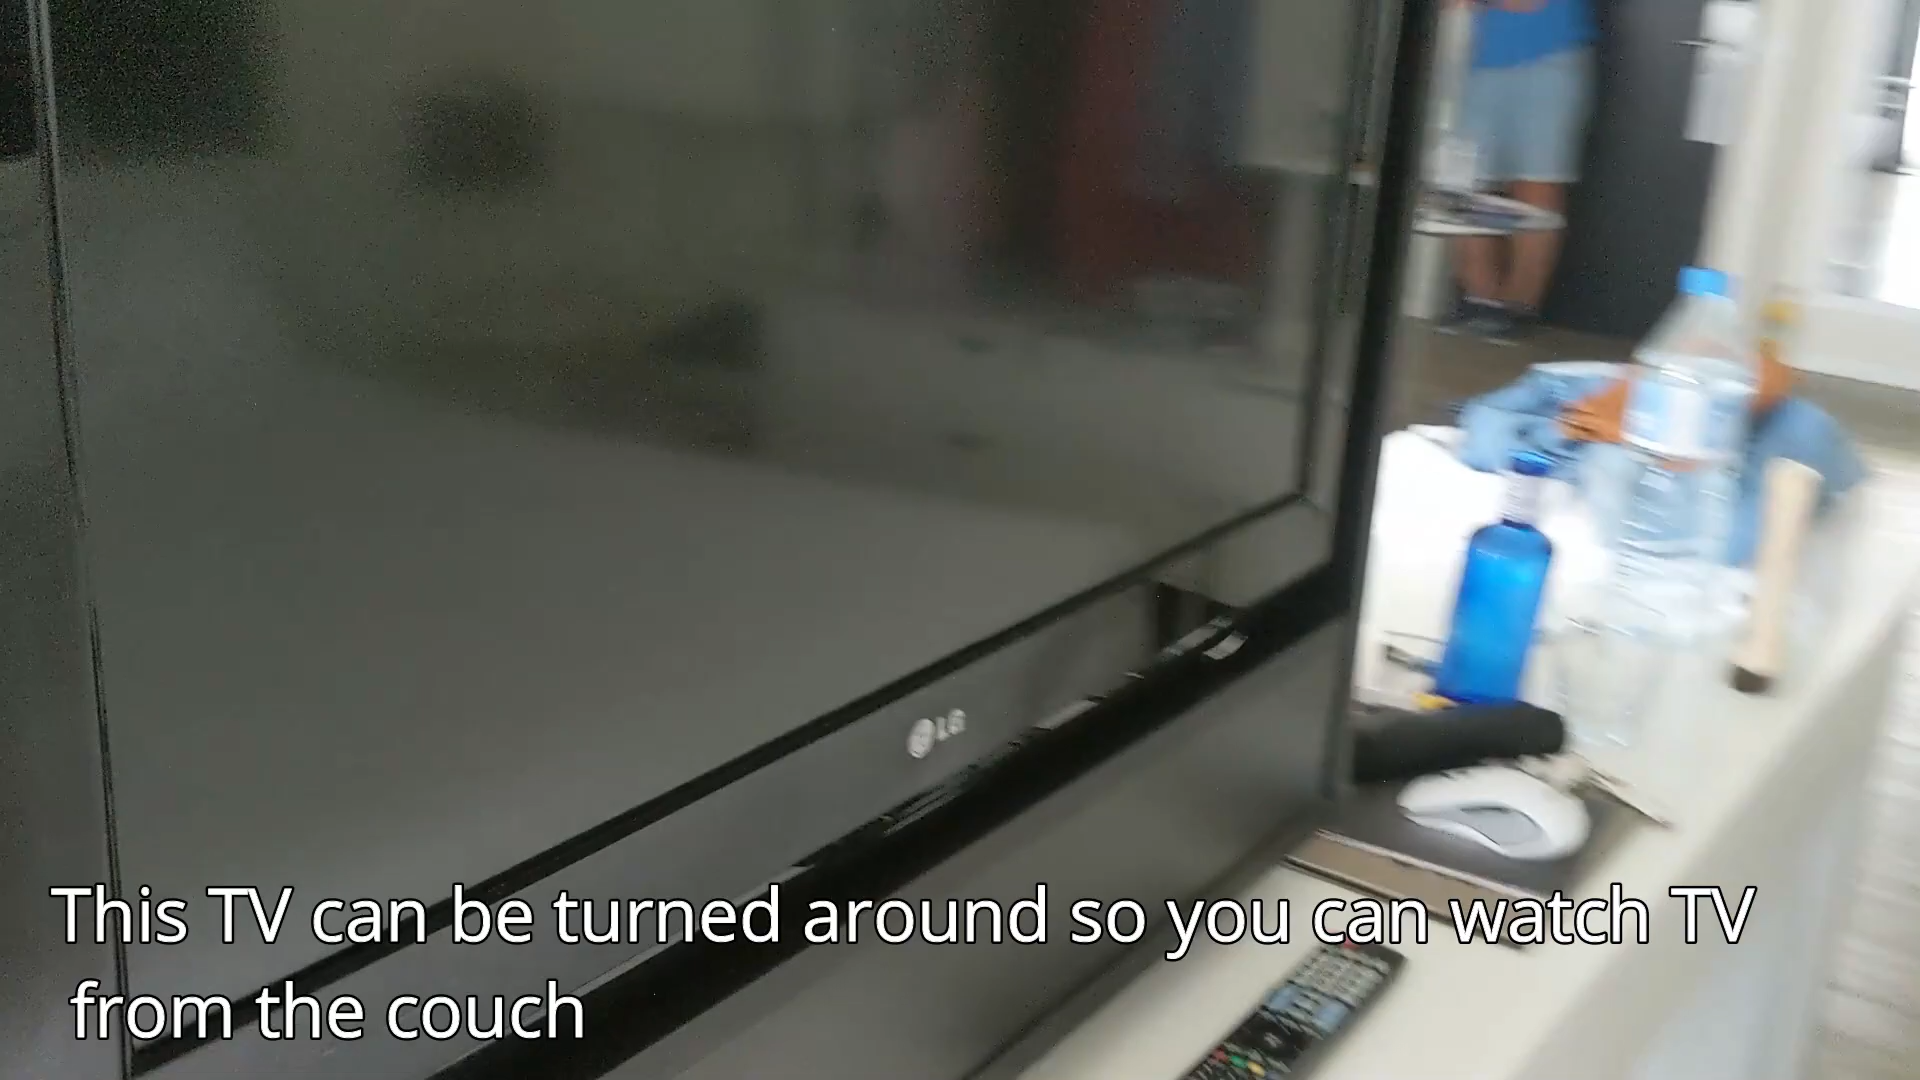 LG
This TV can be turned around so you can watch TV
from the couch